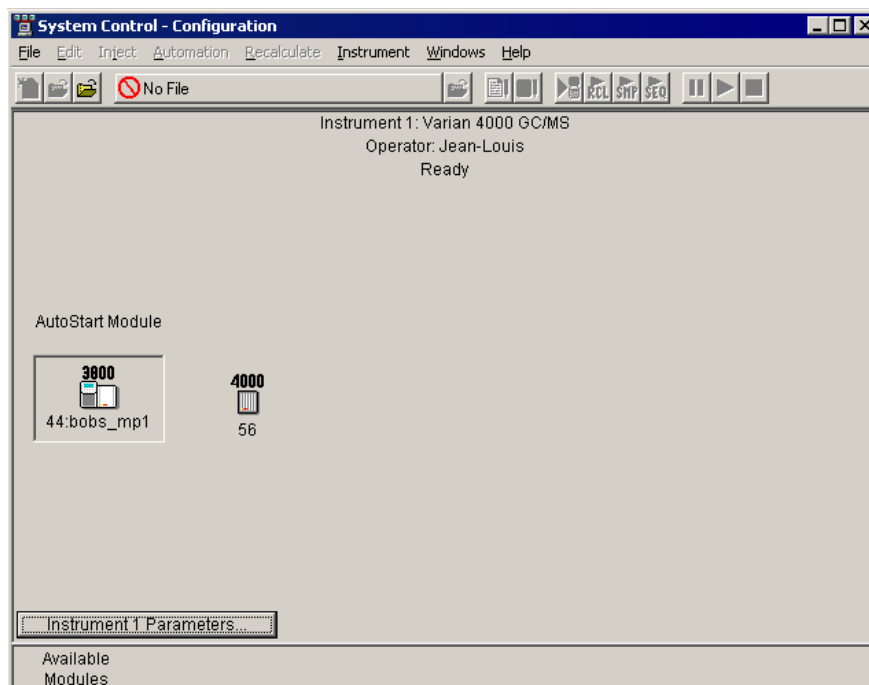 System Control - Configuration
File Edit Inject Automation Recalculate Instrument Windows Help
No File
RCL SMP SEQ
Instrument 1: Varian 4000 GC/MS
Operator: Jean-Louis
Ready
AutoStart Module
3800
44:bobs_mp1
4000
56
Instrument 1 Parameters...
Available
Modules